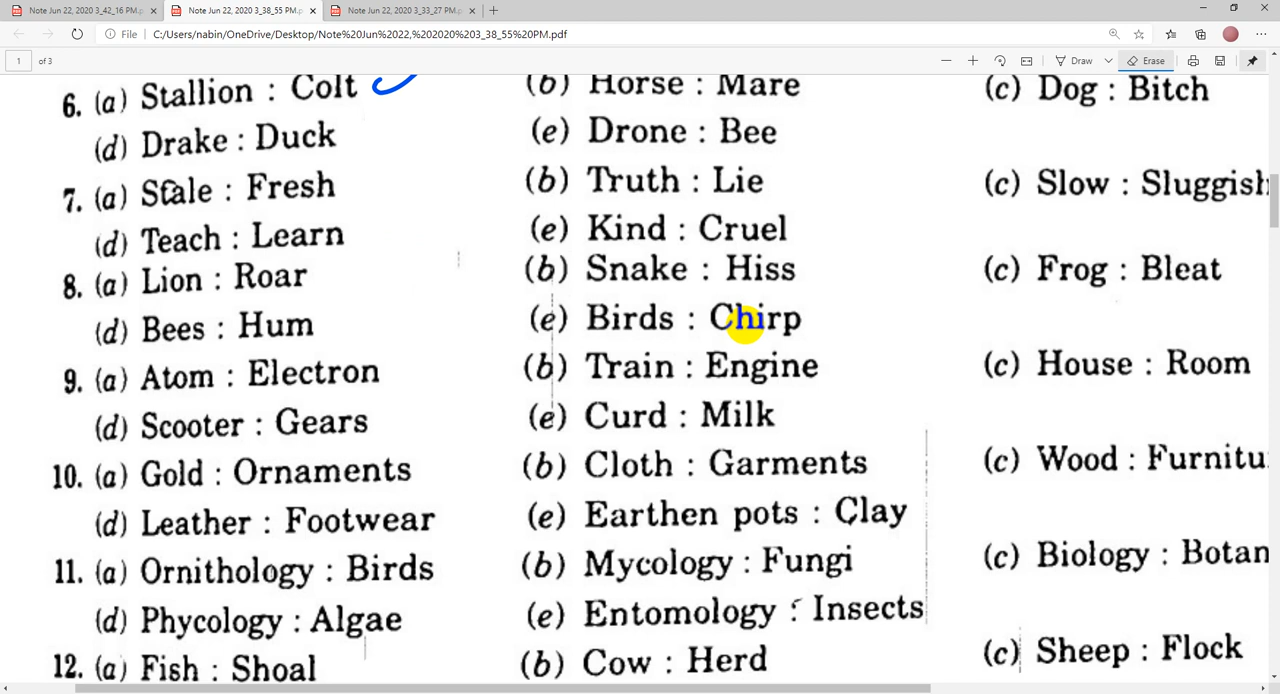 Note Jun 22, 2020 3_42_16 PM.p Note Jun 22, 2020 3_38_55 PM.p Note Jun 22, 2020 3_33_27 PM.p
File C:/Users/nabin/OneDrive/Desktop/Note%20Jun%2022,%202020%203_38_55%20PM.pdf
1 of 3 Draw Erase
6. (a) Stallion : Colt (b) Horse : Mare (c) Dog : Bitch
(d) Drake : Duck (e) Drone : Bee
7. (a) Stale : Fresh (b) Truth : Lie (c) Slow : Sluggish
(d) Teach : Learn (e) Kind : Cruel
8. (a) Lion : Roar (b) Snake : Hiss (c) Frog : Bleat
(d) Bees : Hum (e) Birds : Chirp
9. (a) Atom : Electron (b) Train : Engine (c) House : Room
(d) Scooter : Gears (e) Curd : Milk
10. (a) Gold : Ornaments (b) Cloth : Garments (c) Wood : Furnitu
(d) Leather : Footwear (e) Earthen pots : Clay
11. (a) Ornithology : Birds (b) Mycology : Fungi (c) Biology : Botan
(d) Phycology : Algae (e) Entomology : Insects
12. (a) Fish : Shoal (b) Cow : Herd (c) Sheep : Flock